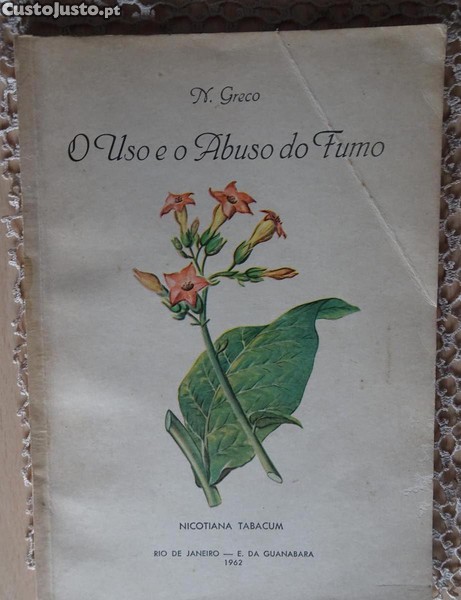 CustoJusto.pt
N. Greco
O Uso e o Abuso do Fumo
NICOTIANA TABACUM
RIO DE JANEIRO — E. DA GUANABARA
1962